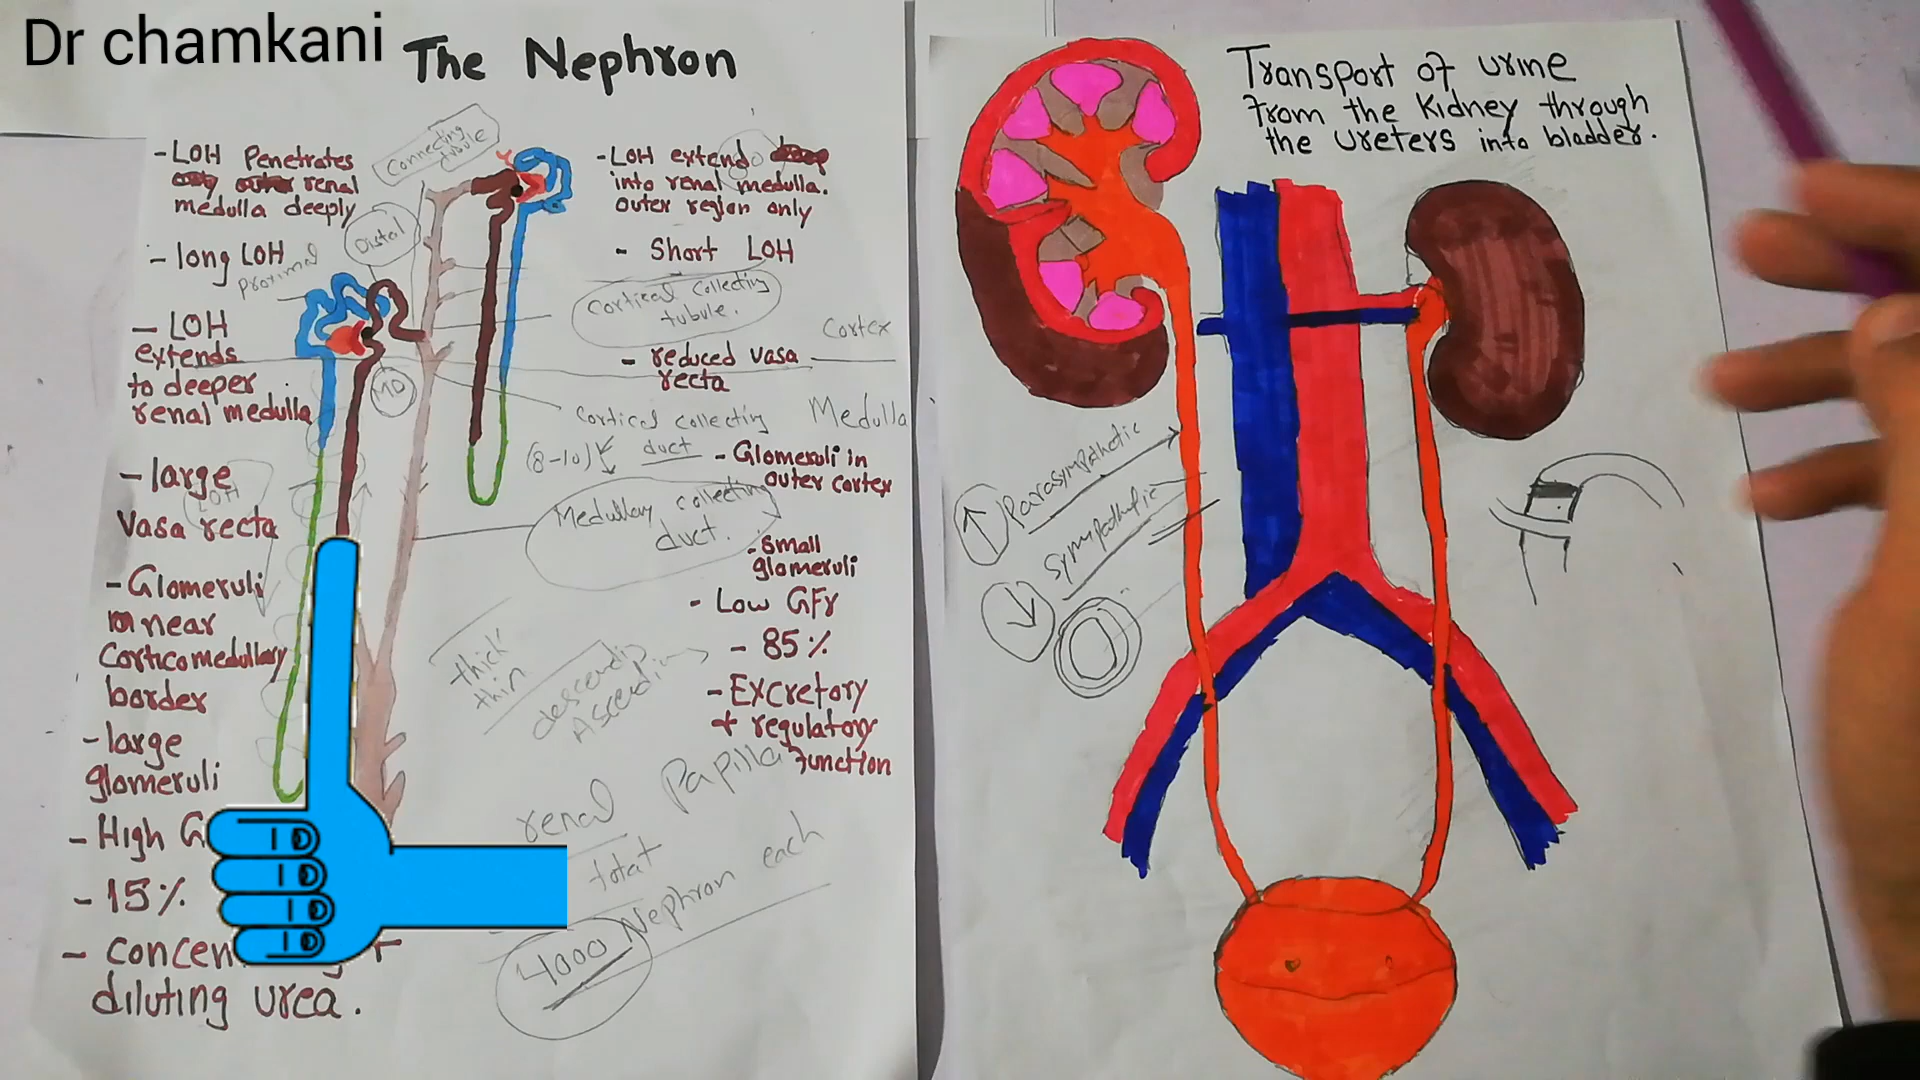 Dr chamkani
The Nephron
-LOH Penetrates
renal
medulla deeply
- long LOH
- LOH
extends
to deeper
renal medulla
- large
Vasa recta
- Glomeruli
near
Corticomedullary
border
- large
glomeruli
- High G
- 15%
- concen
diluting urea.
Connecting
tubule
Distal
Proximal
MD
LOH
-LOH extend
into renal medulla.
outer region only
- Short LOH
Cortical collecting
tubule.
Cortex
- reduced vasa
recta
Cortical collecting
duct
(8-10)
Medulla
- Glomeruli in
outer cortex
Medullary collecting
duct.
- Small
glomeruli
- Low GFr
- 85%
- Excretory
+ regulatory
Function
thick
thin
descending
Ascending
renal Papilla
total
4000 Nephron each
Transport of urine
From the Kidney through
the Ureters into bladder.
Parasympathetic
Sympathetic